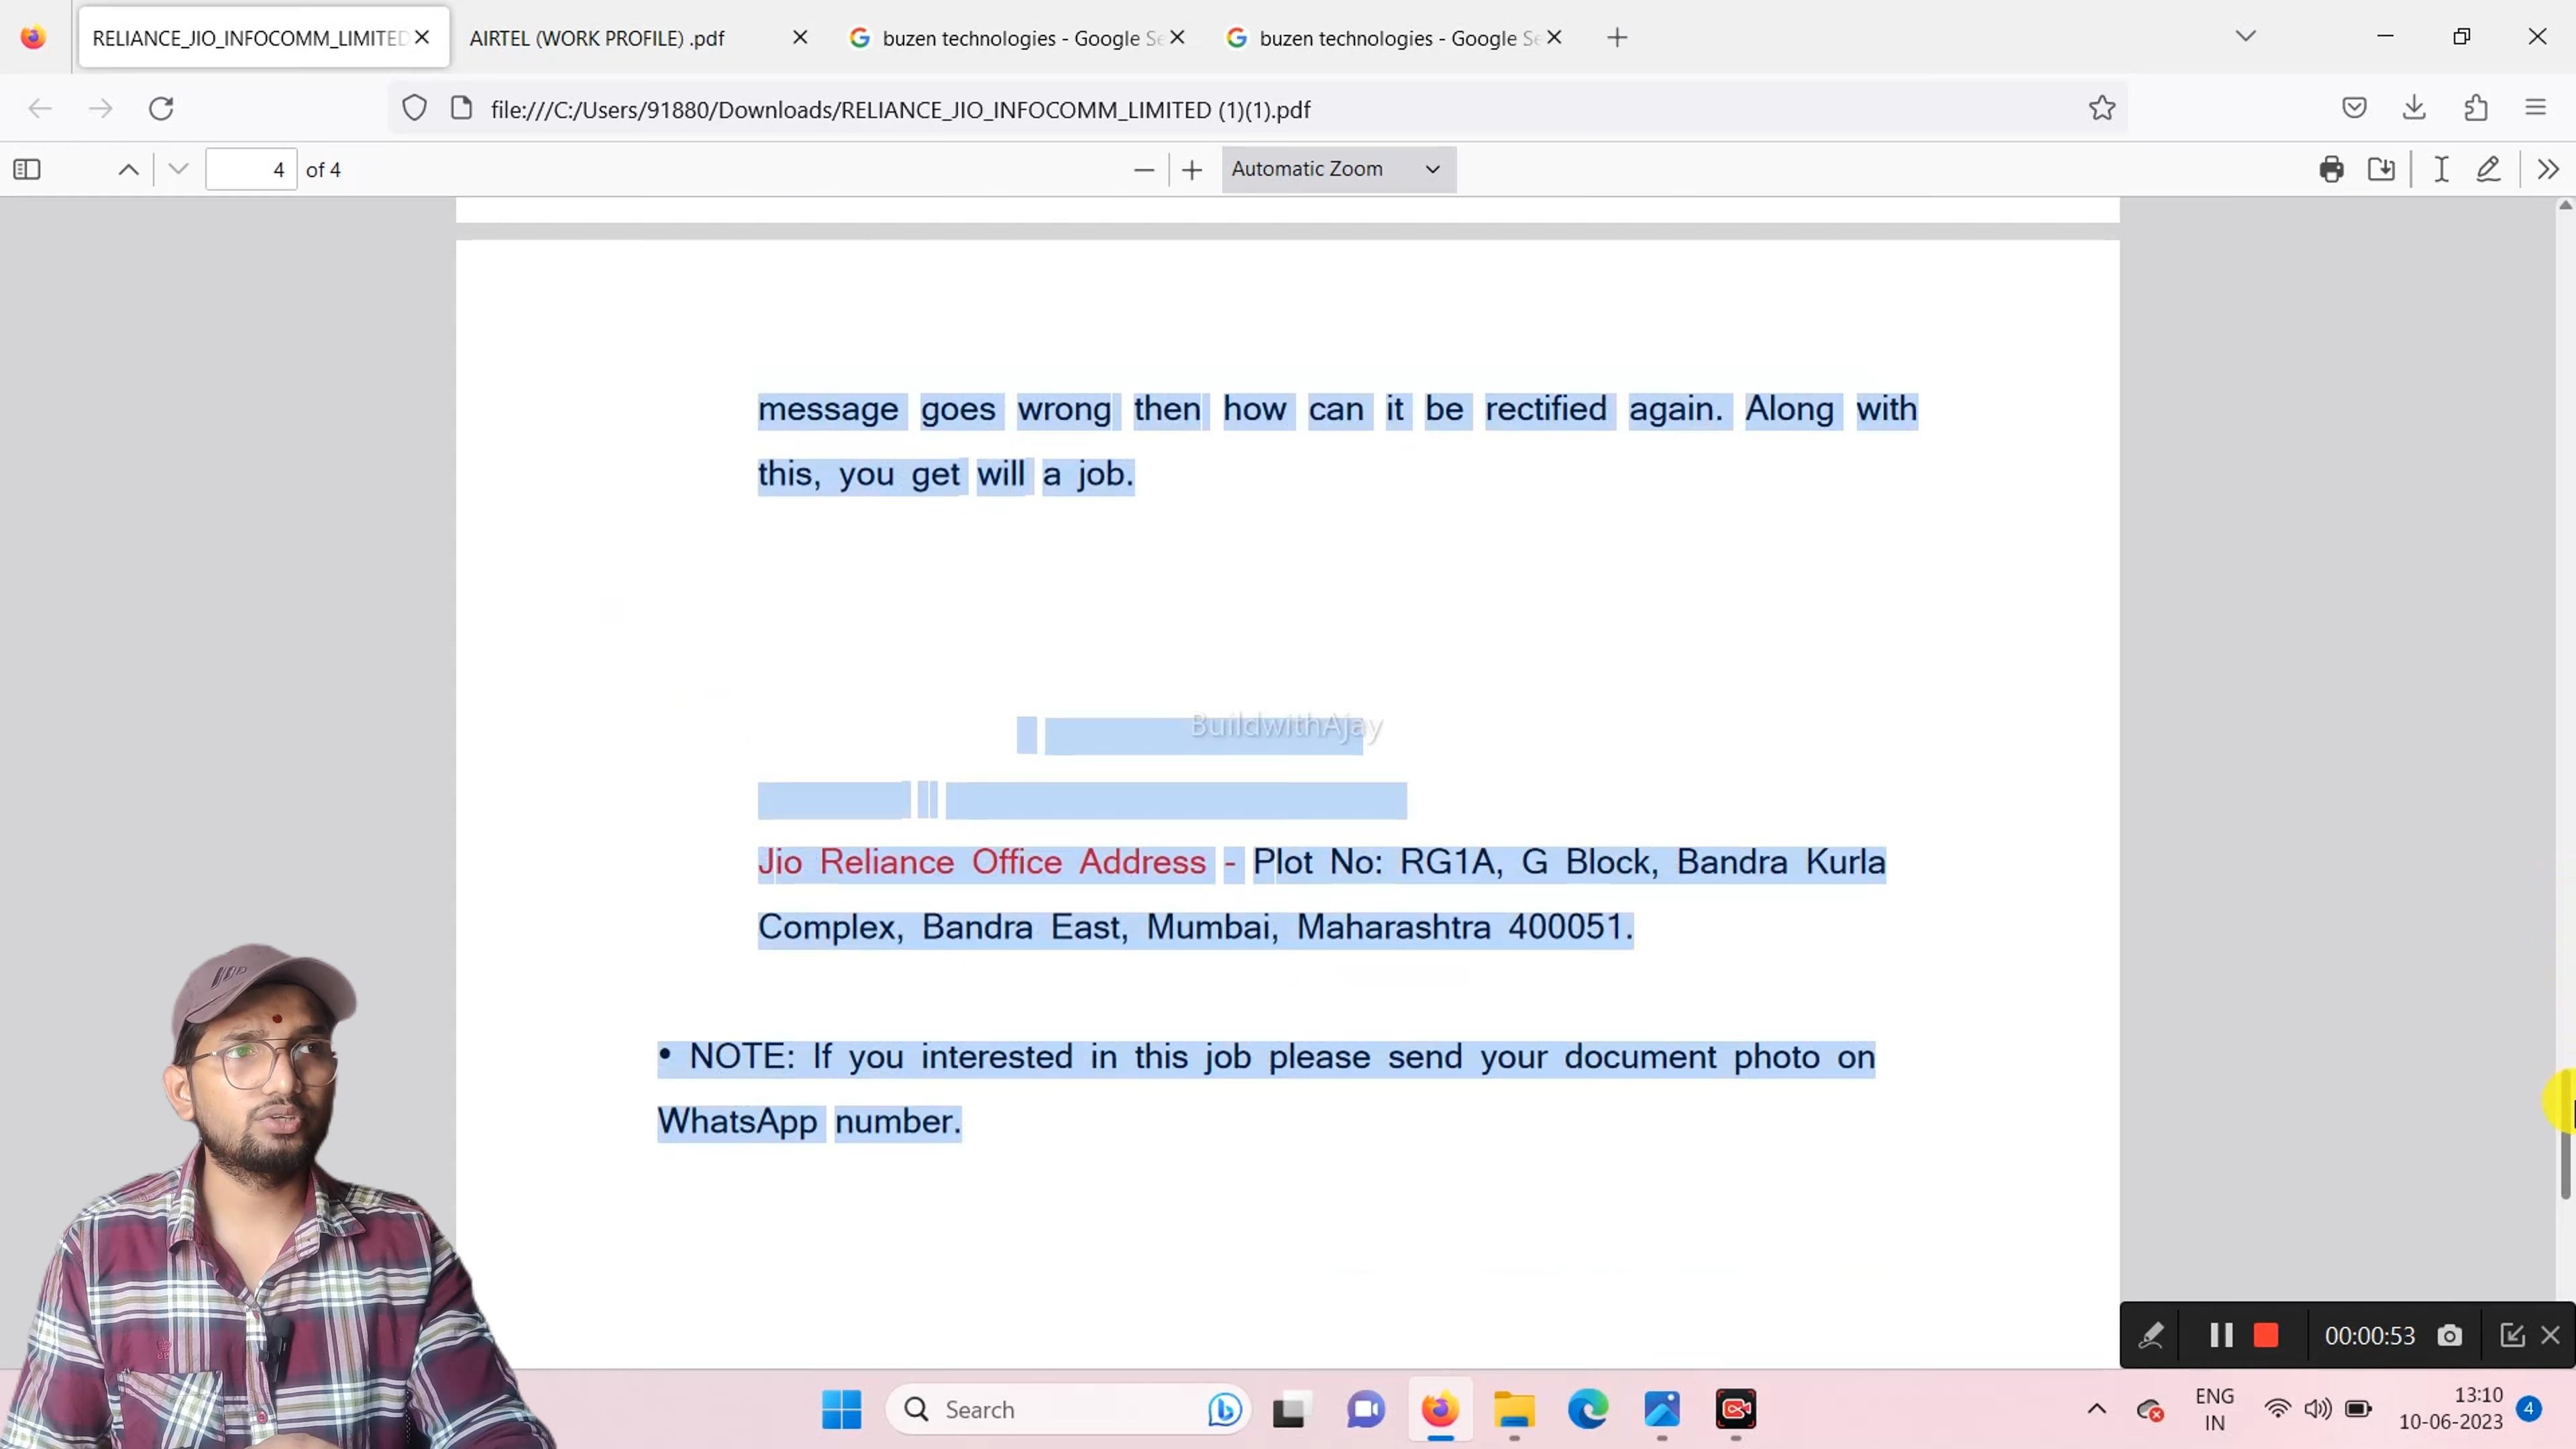 RELIANCE_JIO_INFOCOMM_LIMITED
AIRTEL (WORK PROFILE) .pdf
buzen technologies - Google Se
buzen technologies - Google Se
file:///C:/Users/91880/Downloads/RELIANCE_JIO_INFOCOMM_LIMITED (1)(1).pdf
4 of 4
Automatic Zoom
message goes wrong then how can it be rectified again. Along with
this, you get will a job.
BuildwithAjay
Jio Reliance Office Address - Plot No: RG1A, G Block, Bandra Kurla
Complex, Bandra East, Mumbai, Maharashtra 400051.
• NOTE: If you interested in this job please send your document photo on
WhatsApp number.
00:00:53
Search
ENG
IN
13:10
10-06-2023
4